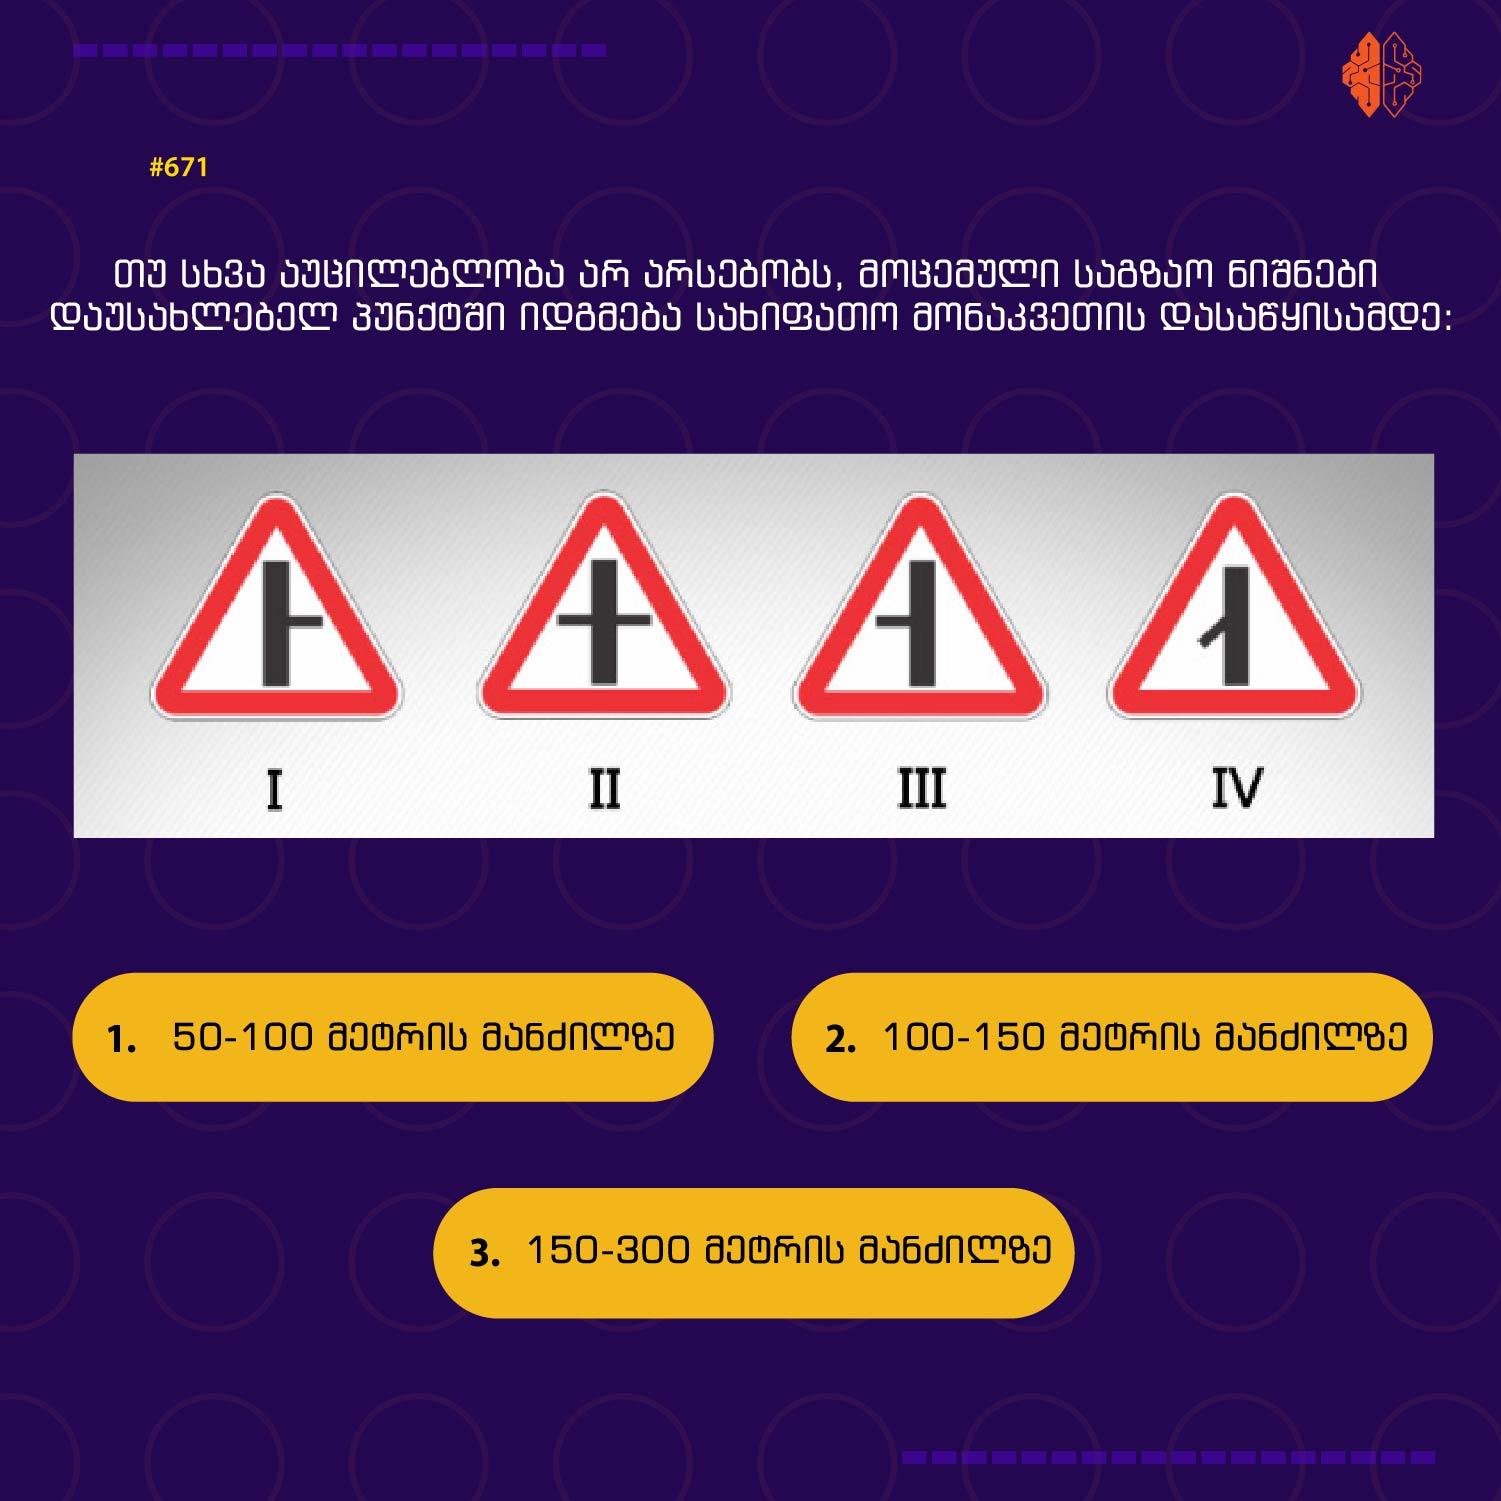 #671
თუ სხვა აუცილებლობა არ არსებობს, მოცემული საგზაო ნიშნები
დაუსახლებელ პუნქტში იდგმება სახიფათო მონაკვეთის დასაწყისამდე:
I II III IV
1. 50-100 მეტრის მანძილზე
2. 100-150 მეტრის მანძილზე
3. 150-300 მეტრის მანძილზე